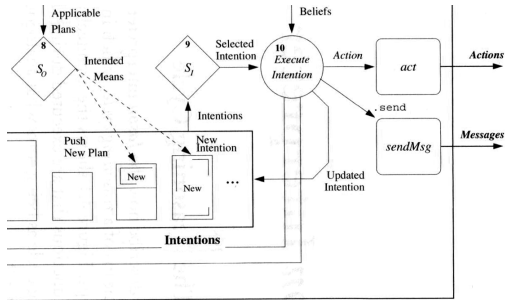 Applicable
Plans
8
S_O
Intended
Means
9
S_I
Selected
Intention
Intentions
Beliefs
10
Execute
Intention
Action
act
Actions
.send
sendMsg
Messages
Push
New Plan
New
Intention
New
New
...
Updated
Intention
Intentions